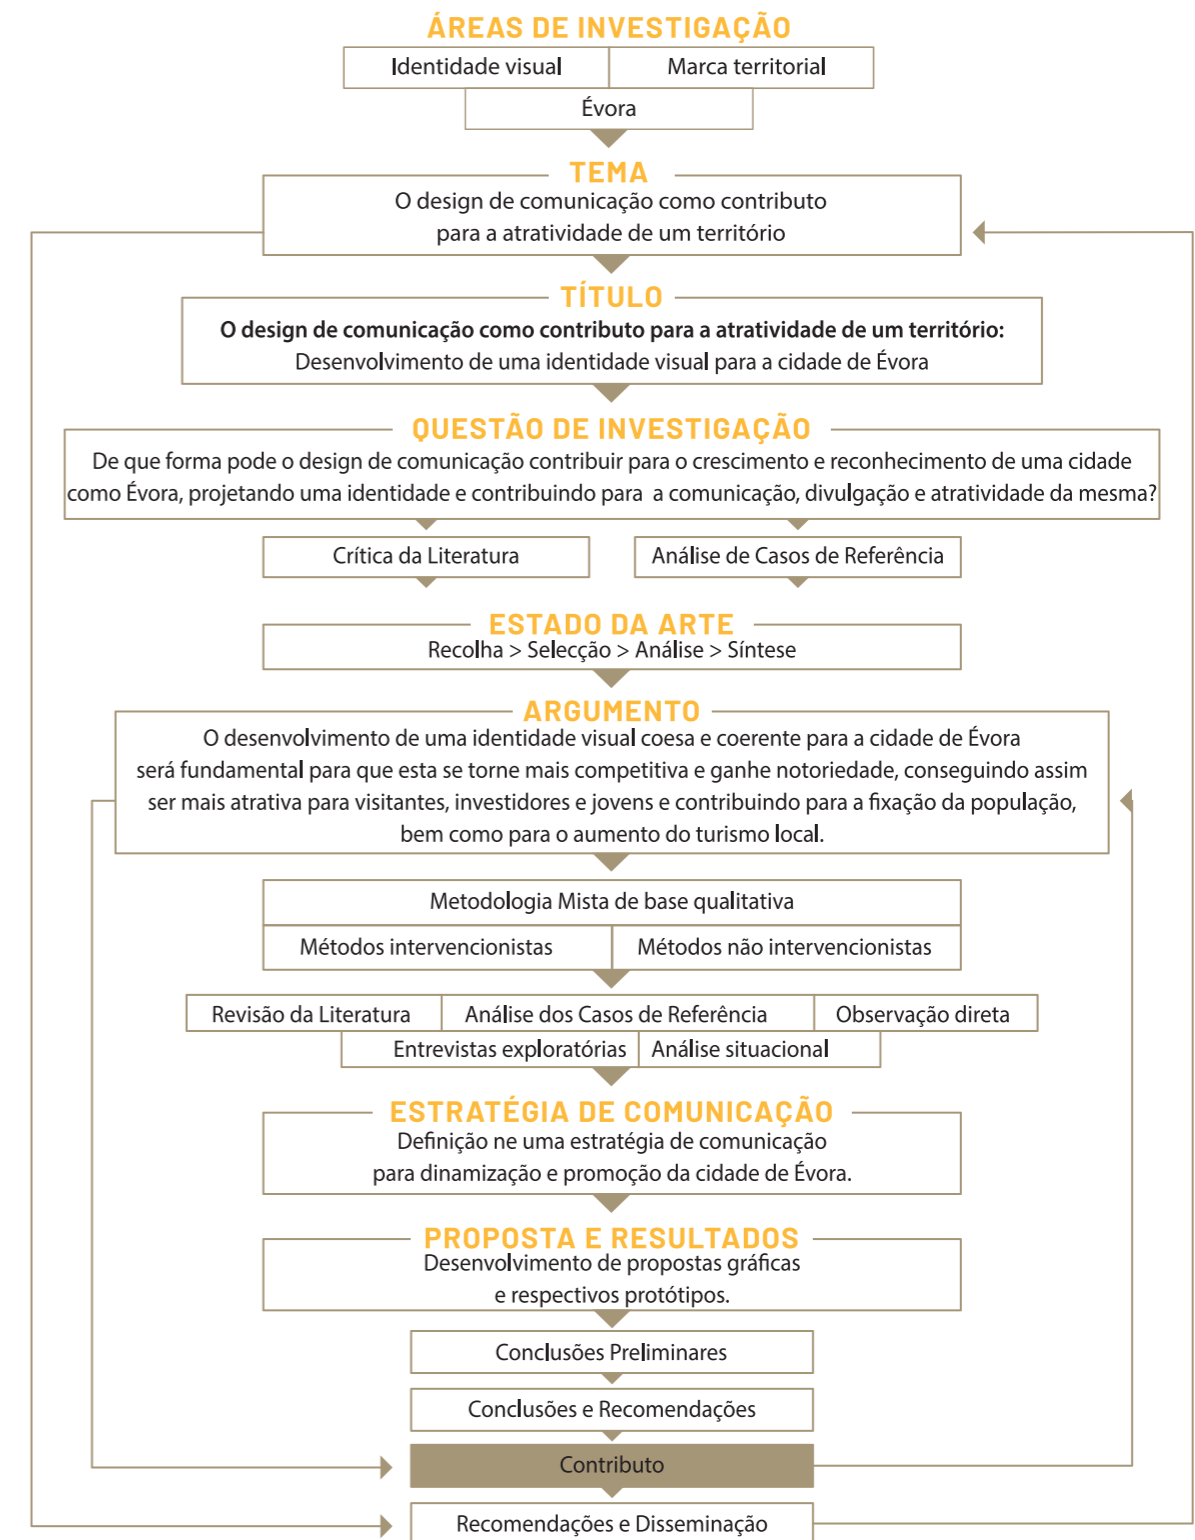 ÁREAS DE INVESTIGAÇÃO
Identidade visual
Marca territorial
Évora
TEMA
O design de comunicação como contributo
para a atratividade de um território
TÍTULO
O design de comunicação como contributo para a atratividade de um território:
Desenvolvimento de uma identidade visual para a cidade de Évora
QUESTÃO DE INVESTIGAÇÃO
De que forma pode o design de comunicação contribuir para o crescimento e reconhecimento de uma cidade
como Évora, projetando uma identidade e contribuindo para a comunicação, divulgação e atratividade da mesma?
Crítica da Literatura
Análise de Casos de Referência
ESTADO DA ARTE
Recolha > Selecção > Análise > Síntese
ARGUMENTO
O desenvolvimento de uma identidade visual coesa e coerente para a cidade de Évora
será fundamental para que esta se torne mais competitiva e ganhe notoriedade, conseguindo assim
ser mais atrativa para visitantes, investidores e jovens e contribuindo para a fixação da população,
bem como para o aumento do turismo local.
Metodologia Mista de base qualitativa
Métodos intervencionistas
Métodos não intervencionistas
Revisão da Literatura
Análise dos Casos de Referência
Observação direta
Entrevistas exploratórias
Análise situacional
ESTRATÉGIA DE COMUNICAÇÃO
Definição ne uma estratégia de comunicação
para dinamização e promoção da cidade de Évora.
PROPOSTA E RESULTADOS
Desenvolvimento de propostas gráficas
e respectivos protótipos.
Conclusões Preliminares
Conclusões e Recomendações
Contributo
Recomendações e Disseminação